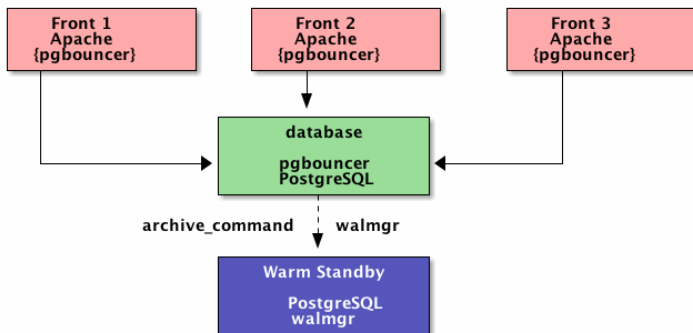 Front 1
Apache
{pgbouncer}
Front 2
Apache
{pgbouncer}
Front 3
Apache
{pgbouncer}
database
pgbouncer
PostgreSQL
archive_command
walmgr
Warm Standby
PostgreSQL
walmgr